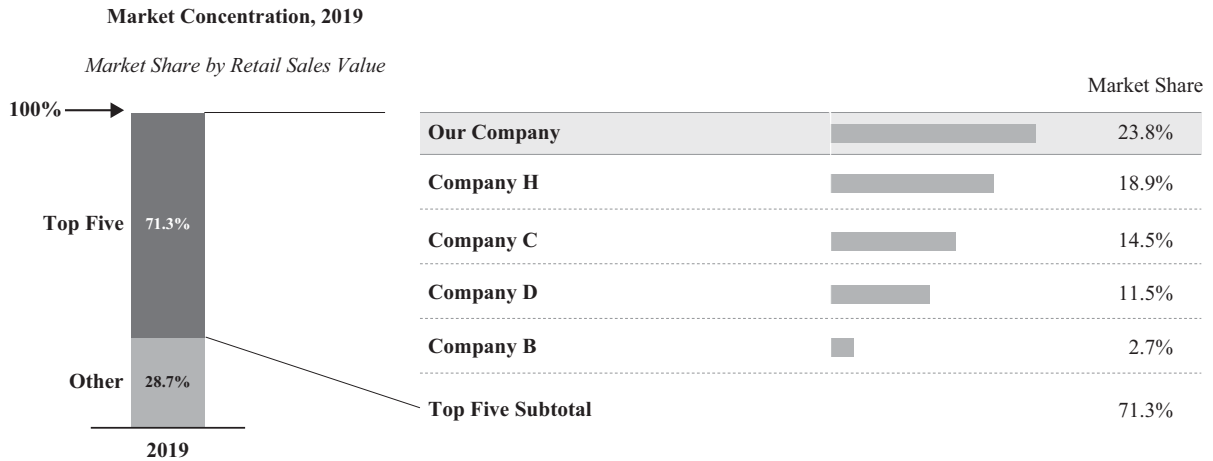 Market Concentration, 2019
Market Share by Retail Sales Value
Market Share
100%
Our Company 23.8%
Company H 18.9%
Top Five 71.3%
Company C 14.5%
Company D 11.5%
Company B 2.7%
Other 28.7%
Top Five Subtotal 71.3%
2019